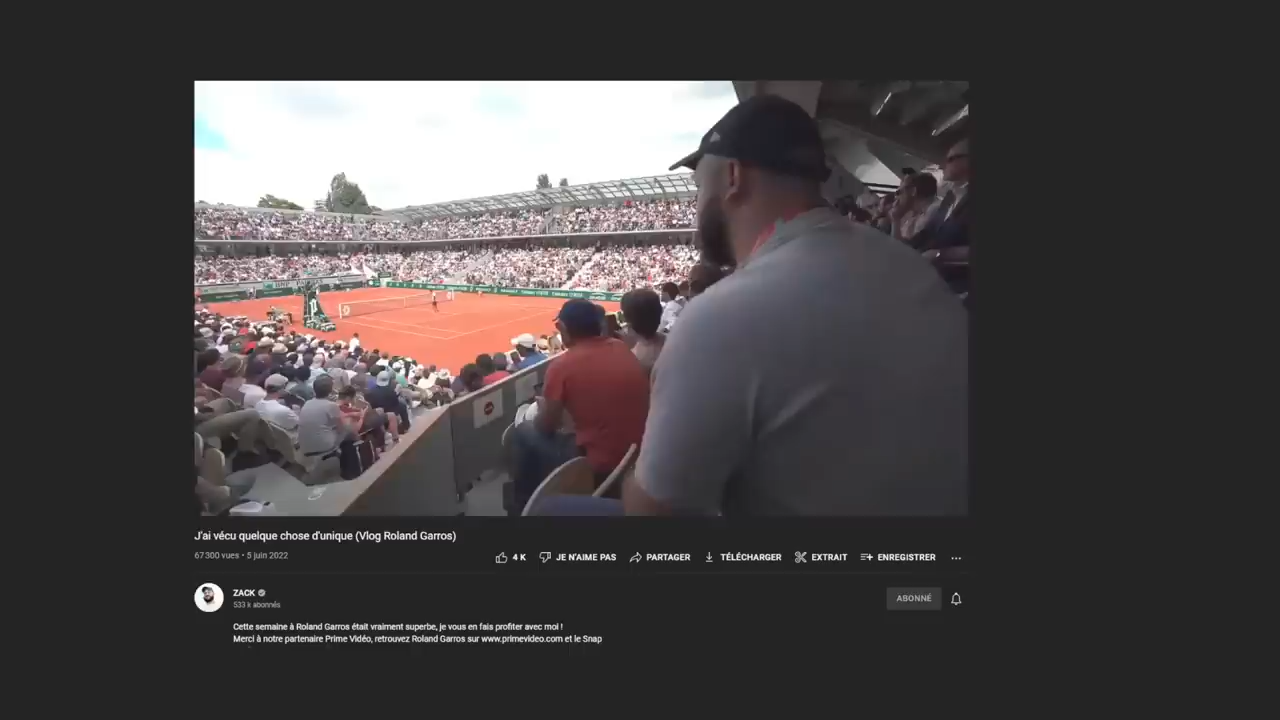 J'ai vécu quelque chose d'unique (Vlog Roland Garros)
67 300 vues • 5 juin 2022
4 K JE N'AIME PAS PARTAGER TÉLÉCHARGER EXTRAIT ENREGISTRER ...
ZACK
533 k abonnés
ABONNÉ
Cette semaine à Roland Garros était vraiment superbe, je vous en fais profiter avec moi !
Merci à notre partenaire Prime Vidéo, retrouvez Roland Garros sur www.primevideo.com et le Snap